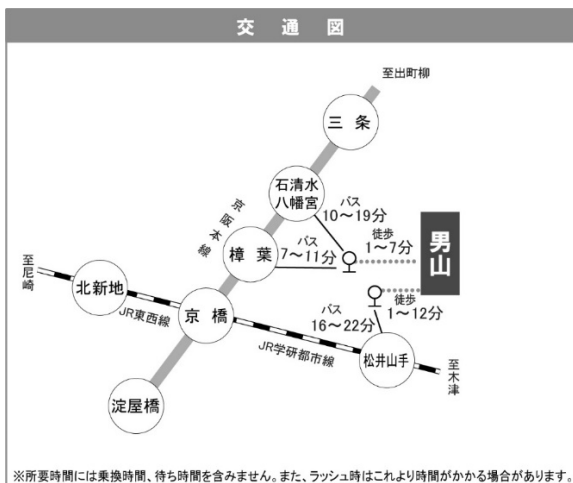 交通図
至出町柳
三条
石清水
八幡宮
バス
10〜19分
京阪本線
樟葉
バス
7〜11分
徒歩
1〜7分
男山
至尼崎
北新地
JR東西線
京橋
バス
16〜22分
徒歩
1〜12分
JR学研都市線
松井山手
至木津
淀屋橋
※所要時間には乗換時間、待ち時間を含みません。また、ラッシュ時はこれより時間がかかる場合があります。